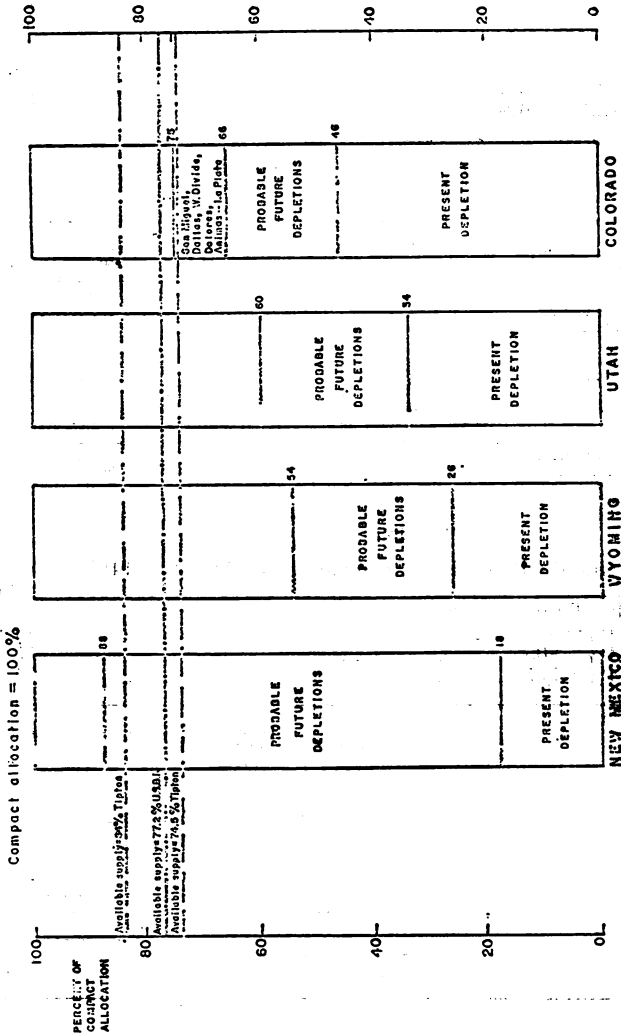 Compact allocation = 100%
PERCENT OF
COMPACT
ALLOCATION
100
80
60
40
20
0
Available supply=84% Tipton
Available supply=77.2% U.S.B.R.
Available supply=74.5% Tipton
88
PROBABLE
FUTURE
DEPLETIONS
18
PRESENT
DEPLETION
NEW MEXICO
54
PROBABLE
FUTURE
DEPLETIONS
26
PRESENT
DEPLETION
WYOMING
60
PROBABLE
FUTURE
DEPLETIONS
34
PRESENT
DEPLETION
UTAH
75
San Miguel,
Dallas, W. Divide,
Dolores,
Animas-La Plata
66
PROBABLE
FUTURE
DEPLETIONS
46
PRESENT
DEPLETION
COLORADO
100
80
60
40
20
0